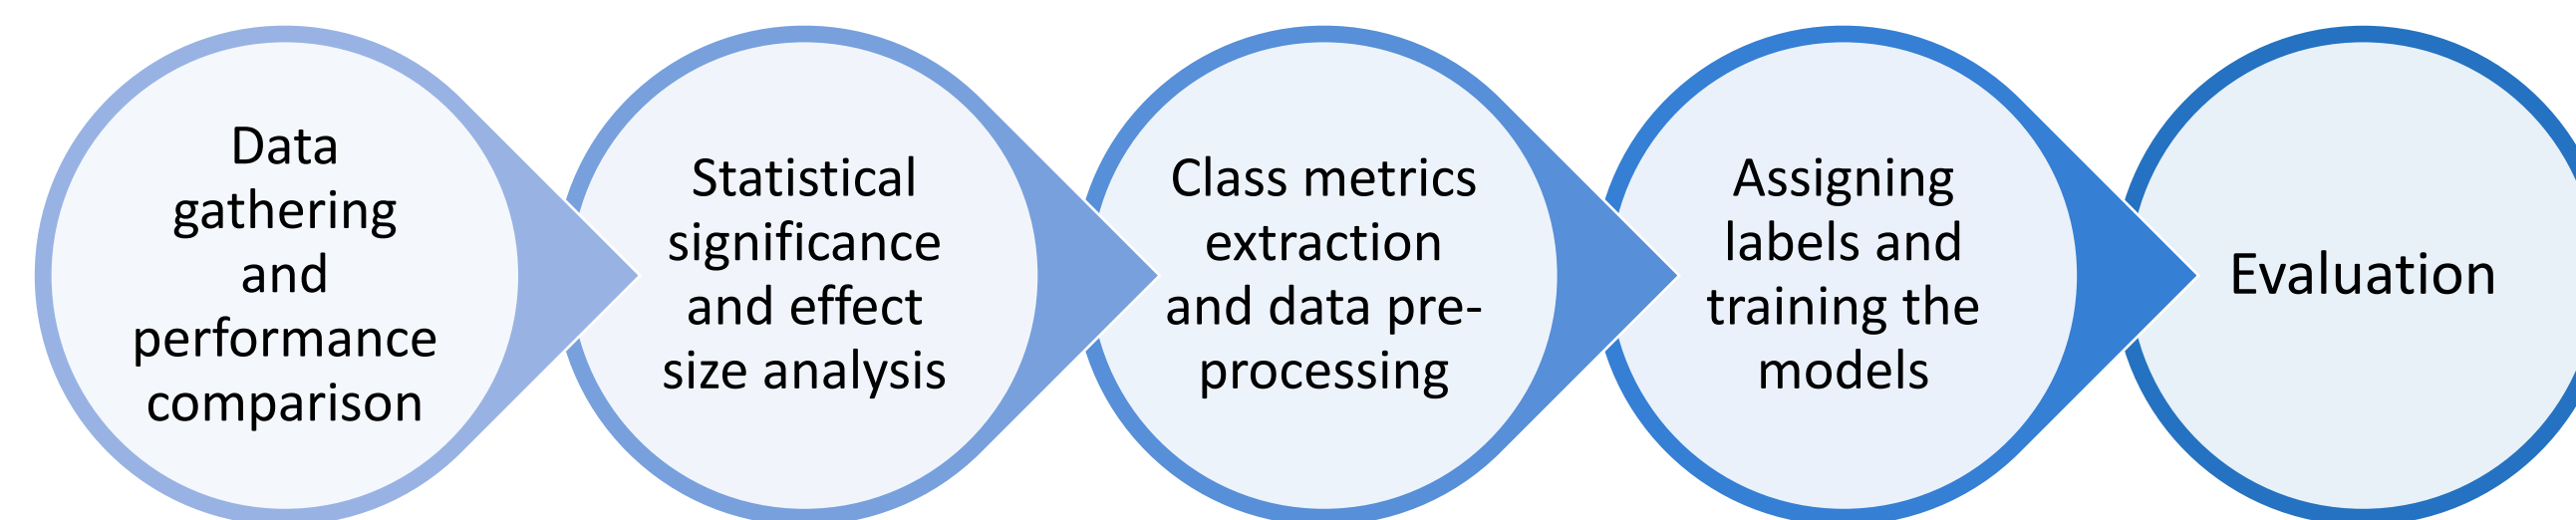 Data
gathering
and
performance
comparison
Statistical
significance
and effect
size analysis
Class metrics
extraction
and data pre-
processing
Assigning
labels and
training the
models
Evaluation